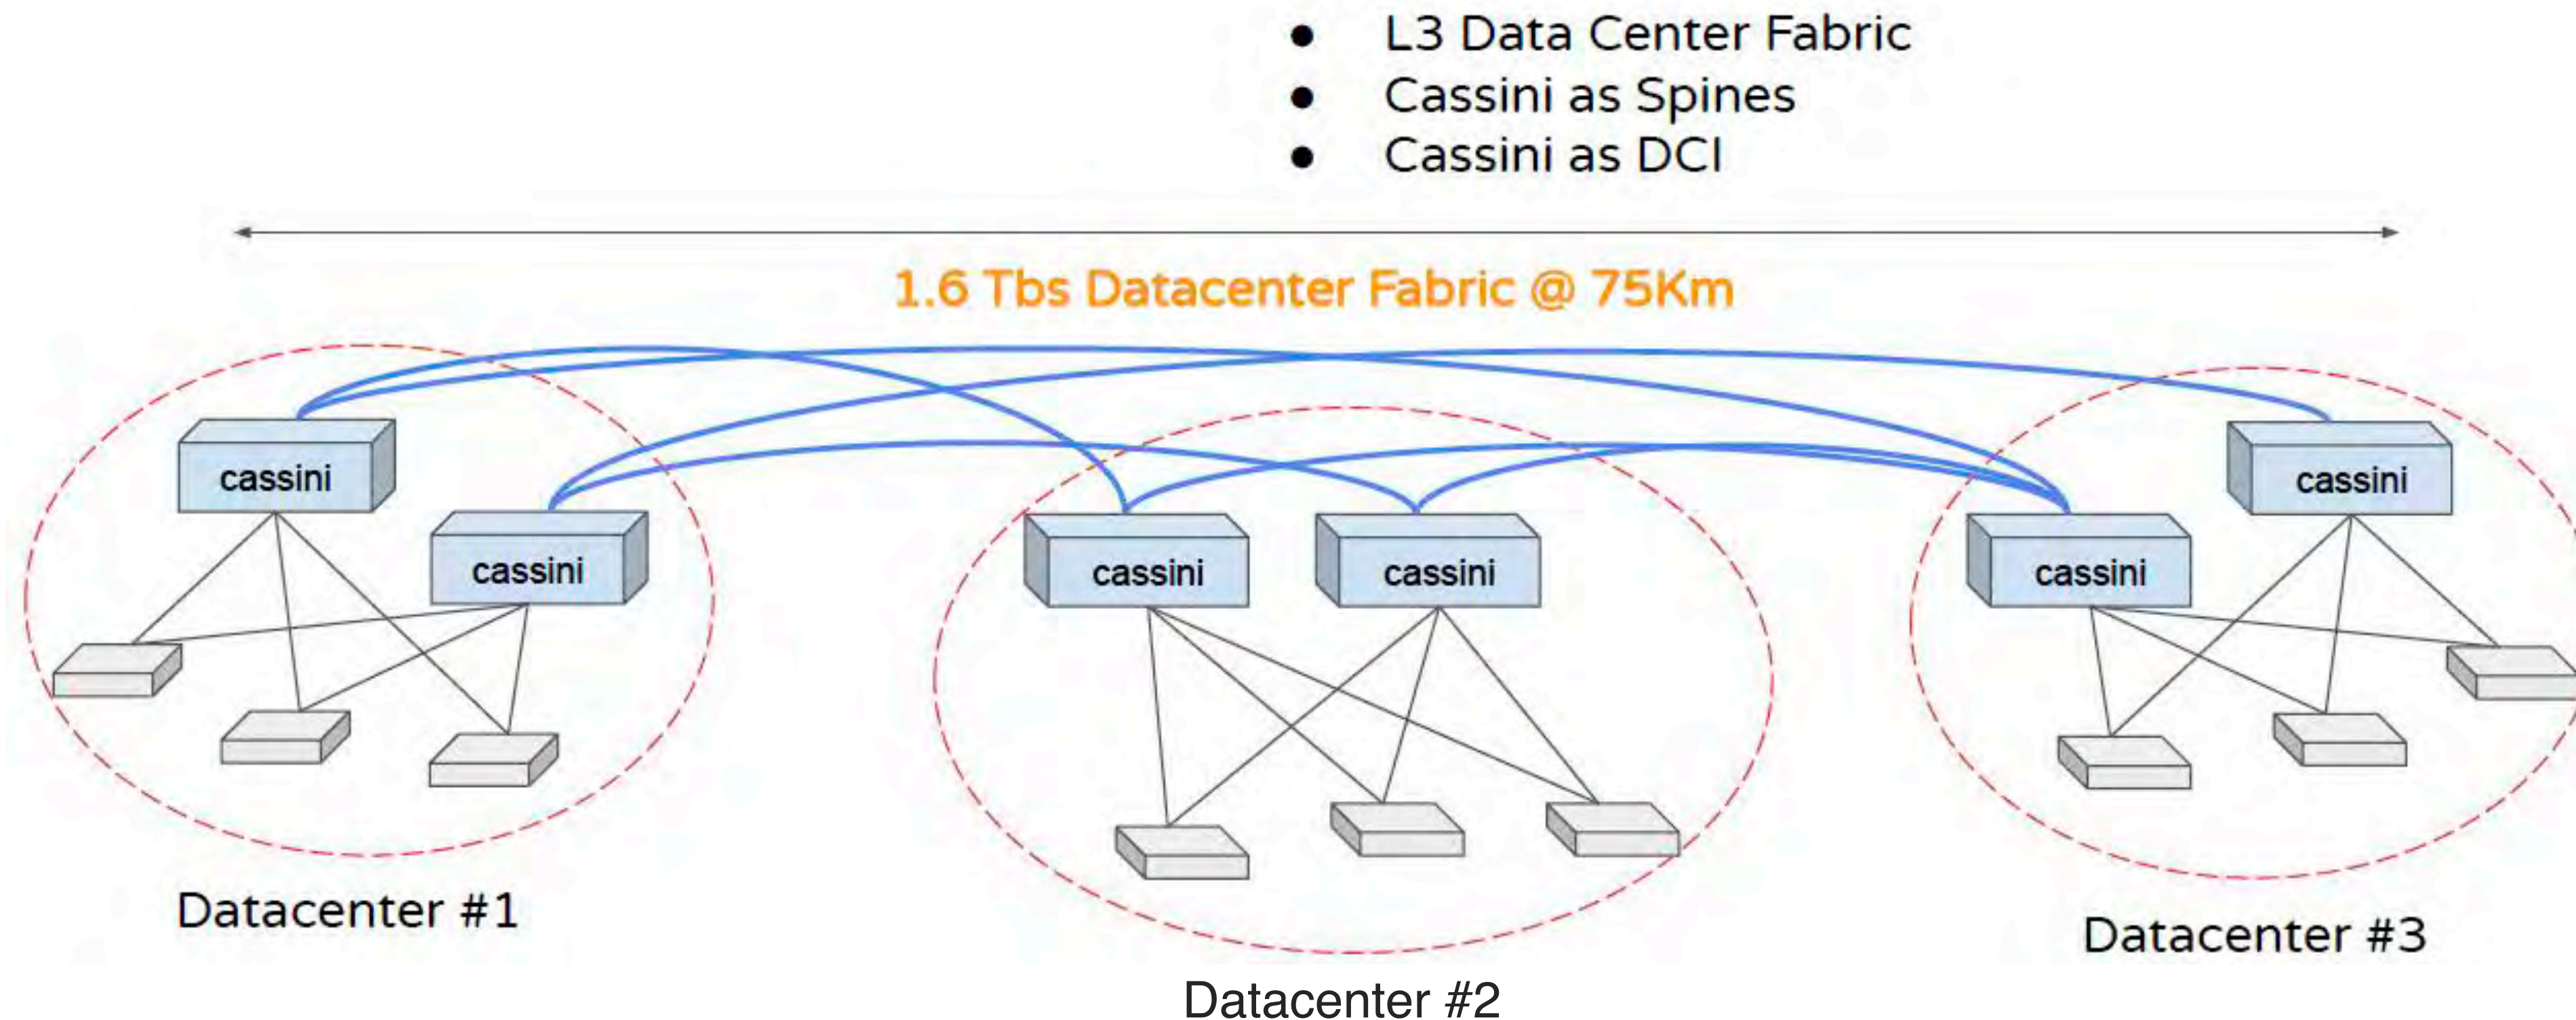 ● L3 Data Center Fabric
● Cassini as Spines
● Cassini as DCI
1.6 Tbs Datacenter Fabric @ 75Km
cassini
cassini
cassini
cassini
cassini
cassini
Datacenter #1
Datacenter #2
Datacenter #3